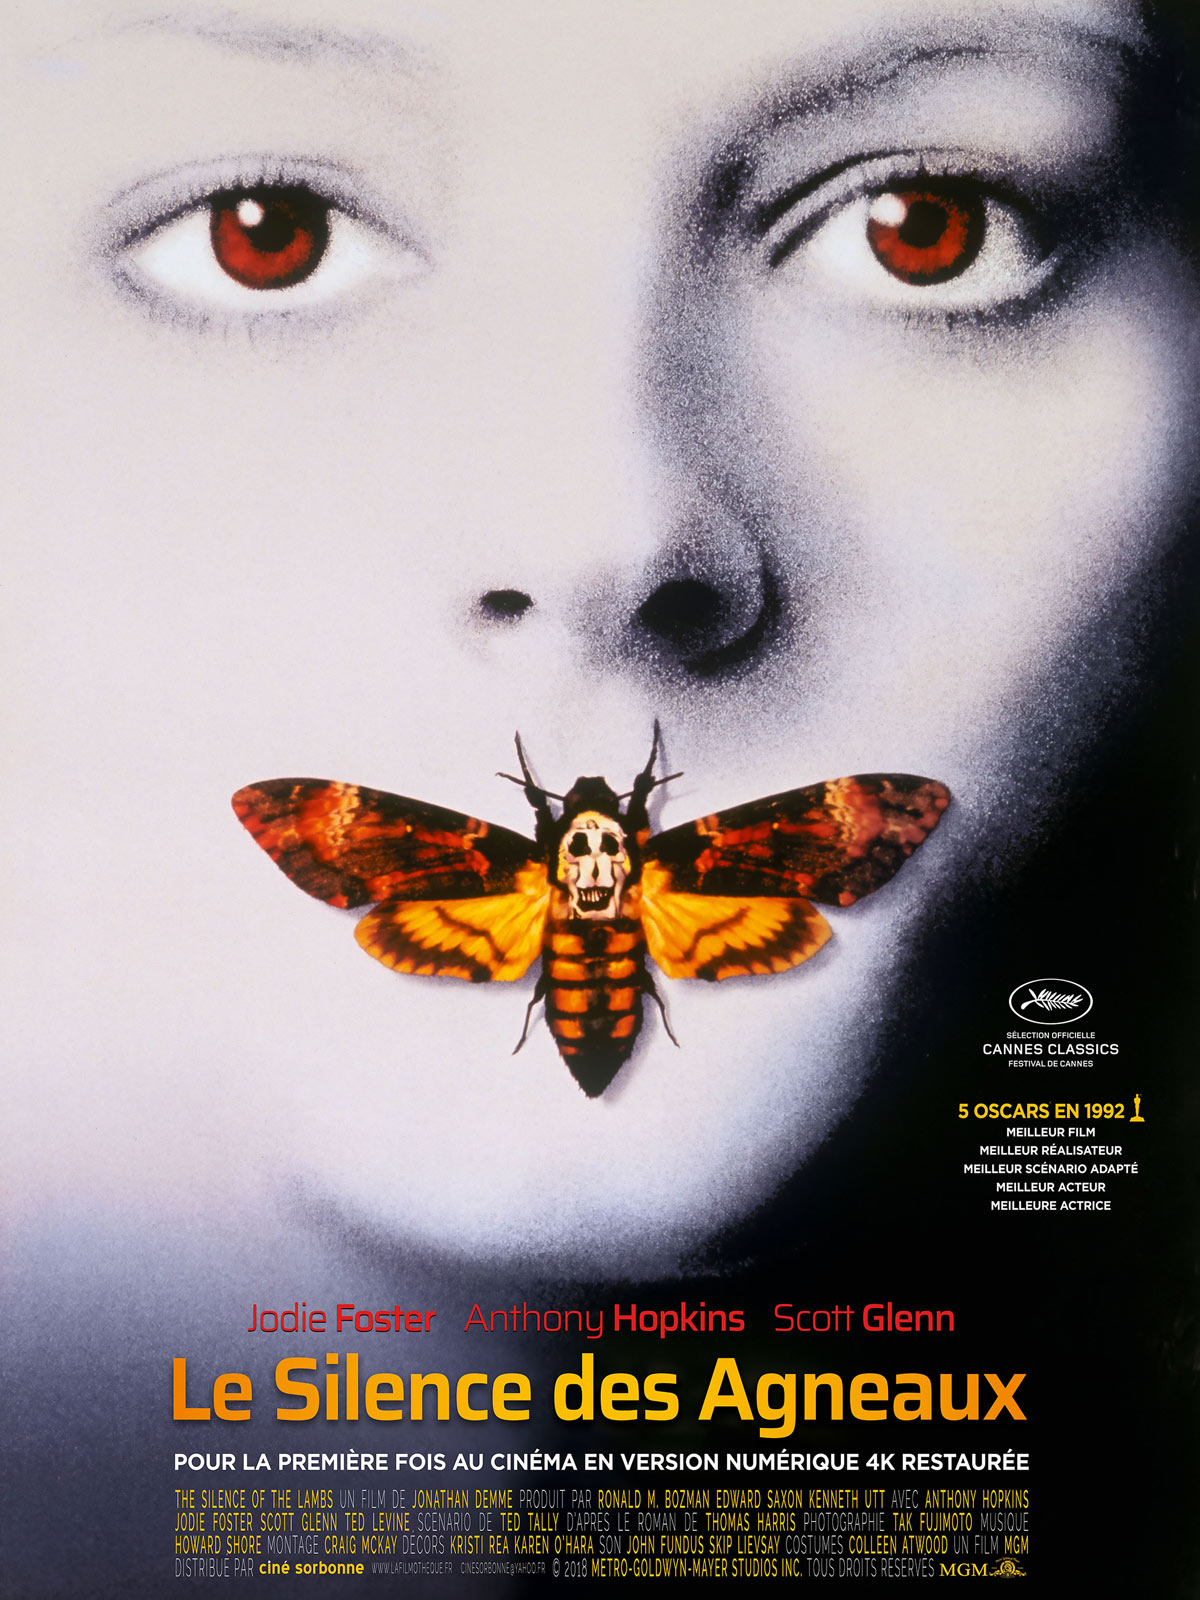 SÉLECTION OFFICIELLE
CANNES CLASSICS
FESTIVAL DE CANNES
5 OSCARS EN 1992
MEILLEUR FILM
MEILLEUR RÉALISATEUR
MEILLEUR SCÉNARIO ADAPTÉ
MEILLEUR ACTEUR
MEILLEURE ACTRICE
Jodie Foster Anthony Hopkins Scott Glenn
Le Silence des Agneaux
POUR LA PREMIÈRE FOIS AU CINÉMA EN VERSION NUMÉRIQUE 4K RESTAURÉE
THE SILENCE OF THE LAMBS UN FILM DE JONATHAN DEMME PRODUIT PAR RONALD M. BOZMAN EDWARD SAXON KENNETH UTT AVEC ANTHONY HOPKINS
JODIE FOSTER SCOTT GLENN TED LEVINE SCÉNARIO DE TED TALLY D'APRÈS LE ROMAN DE THOMAS HARRIS PHOTOGRAPHIE TAK FUJIMOTO MUSIQUE
HOWARD SHORE MONTAGE CRAIG MCKAY DÉCORS KRISTI REA KAREN O'HARA SON JOHN FUNDUS SKIP LIEVSAY COSTUMES COLLEEN ATWOOD UN FILM MGM
DISTRIBUÉ PAR ciné sorbonne WWW.LAFILMOTHEQUE.FR CINESORBONNE@YAHOO.FR © 2018 METRO-GOLDWYN-MAYER STUDIOS INC. TOUS DROITS RÉSERVÉS MGM